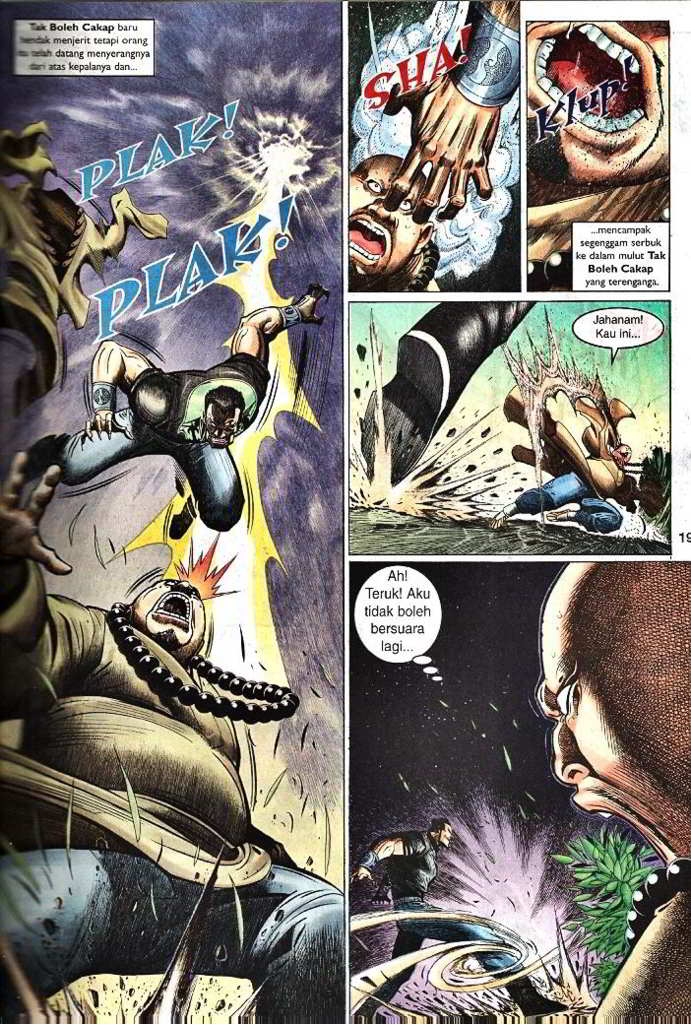 Tak Boleh Cakap baru
hendak menjerit tetapi orang
itu telah datang menyerangnya
dari atas kepalanya dan...
PLAK!
PLAK!
SHA!
KLUP!
...mencampak
segenggam serbuk
ke dalam mulut Tak
Boleh Cakap
yang terenganga.
Jahanam!
Kau ini...
19
Ah!
Teruk! Aku
tidak boleh
bersuara
lagi...